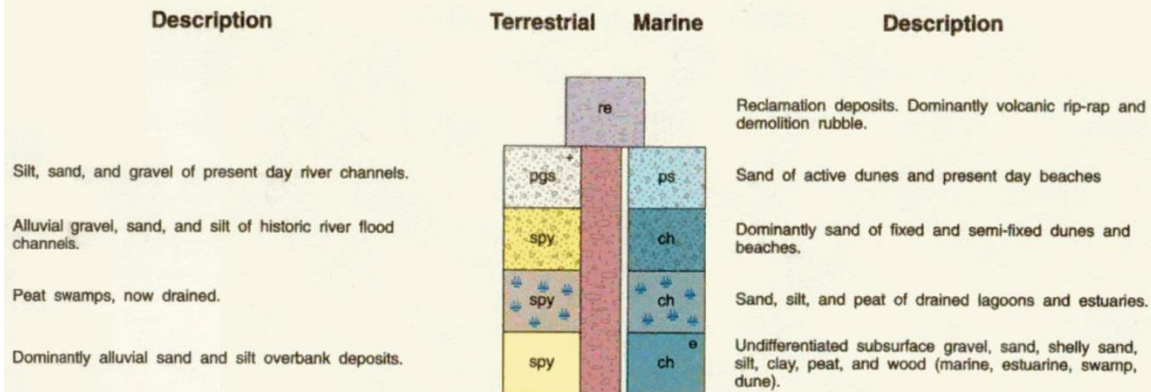 Description Terrestrial Marine Description
re
Reclamation deposits. Dominantly volcanic rip-rap and
demolition rubble.
Silt, sand, and gravel of present day river channels.
pgs
+
ps
Sand of active dunes and present day beaches
Alluvial gravel, sand, and silt of historic river flood
channels.
spy
ch
Dominantly sand of fixed and semi-fixed dunes and
beaches.
Peat swamps, now drained.
spy
ch
Sand, silt, and peat of drained lagoons and estuaries.
Dominantly alluvial sand and silt overbank deposits.
spy
ch
e
Undifferentiated subsurface gravel, sand, shelly sand,
silt, clay, peat, and wood (marine, estuarine, swamp,
dune).